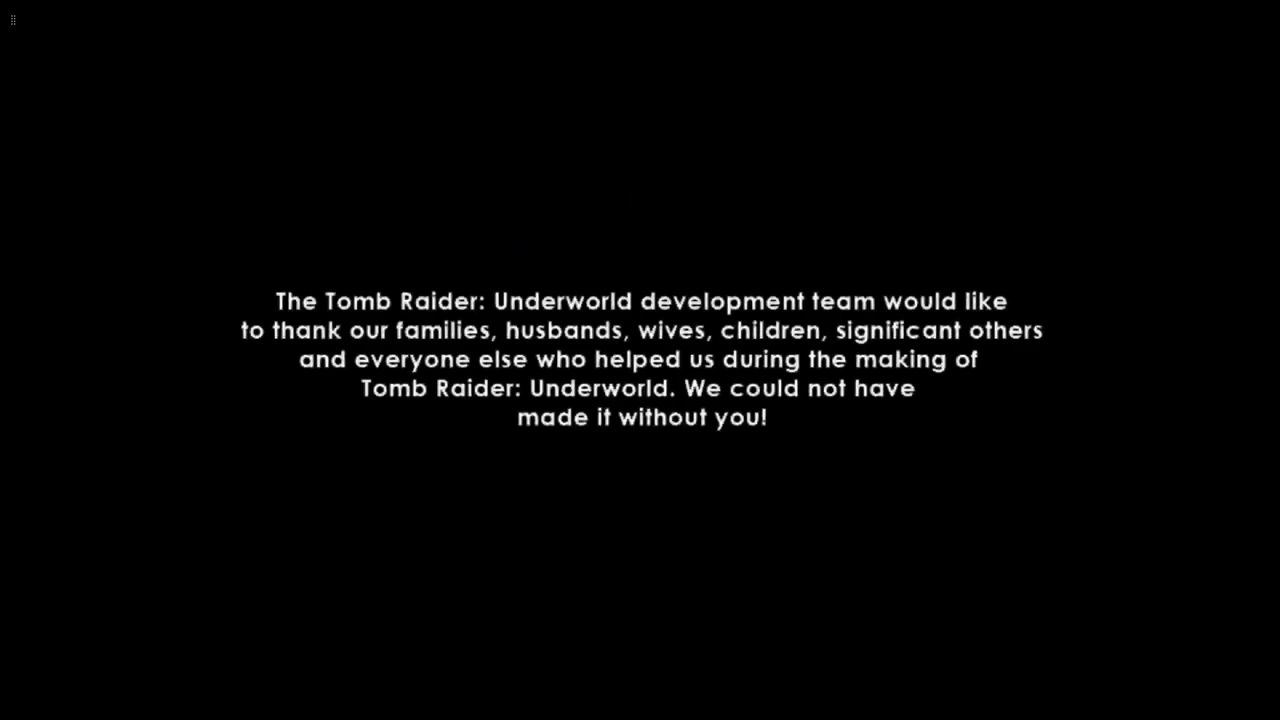 The Tomb Raider: Underworld development team would like
to thank our families, husbands, wives, children, significant others
and everyone else who helped us during the making of
Tomb Raider: Underworld. We could not have
made it without you!